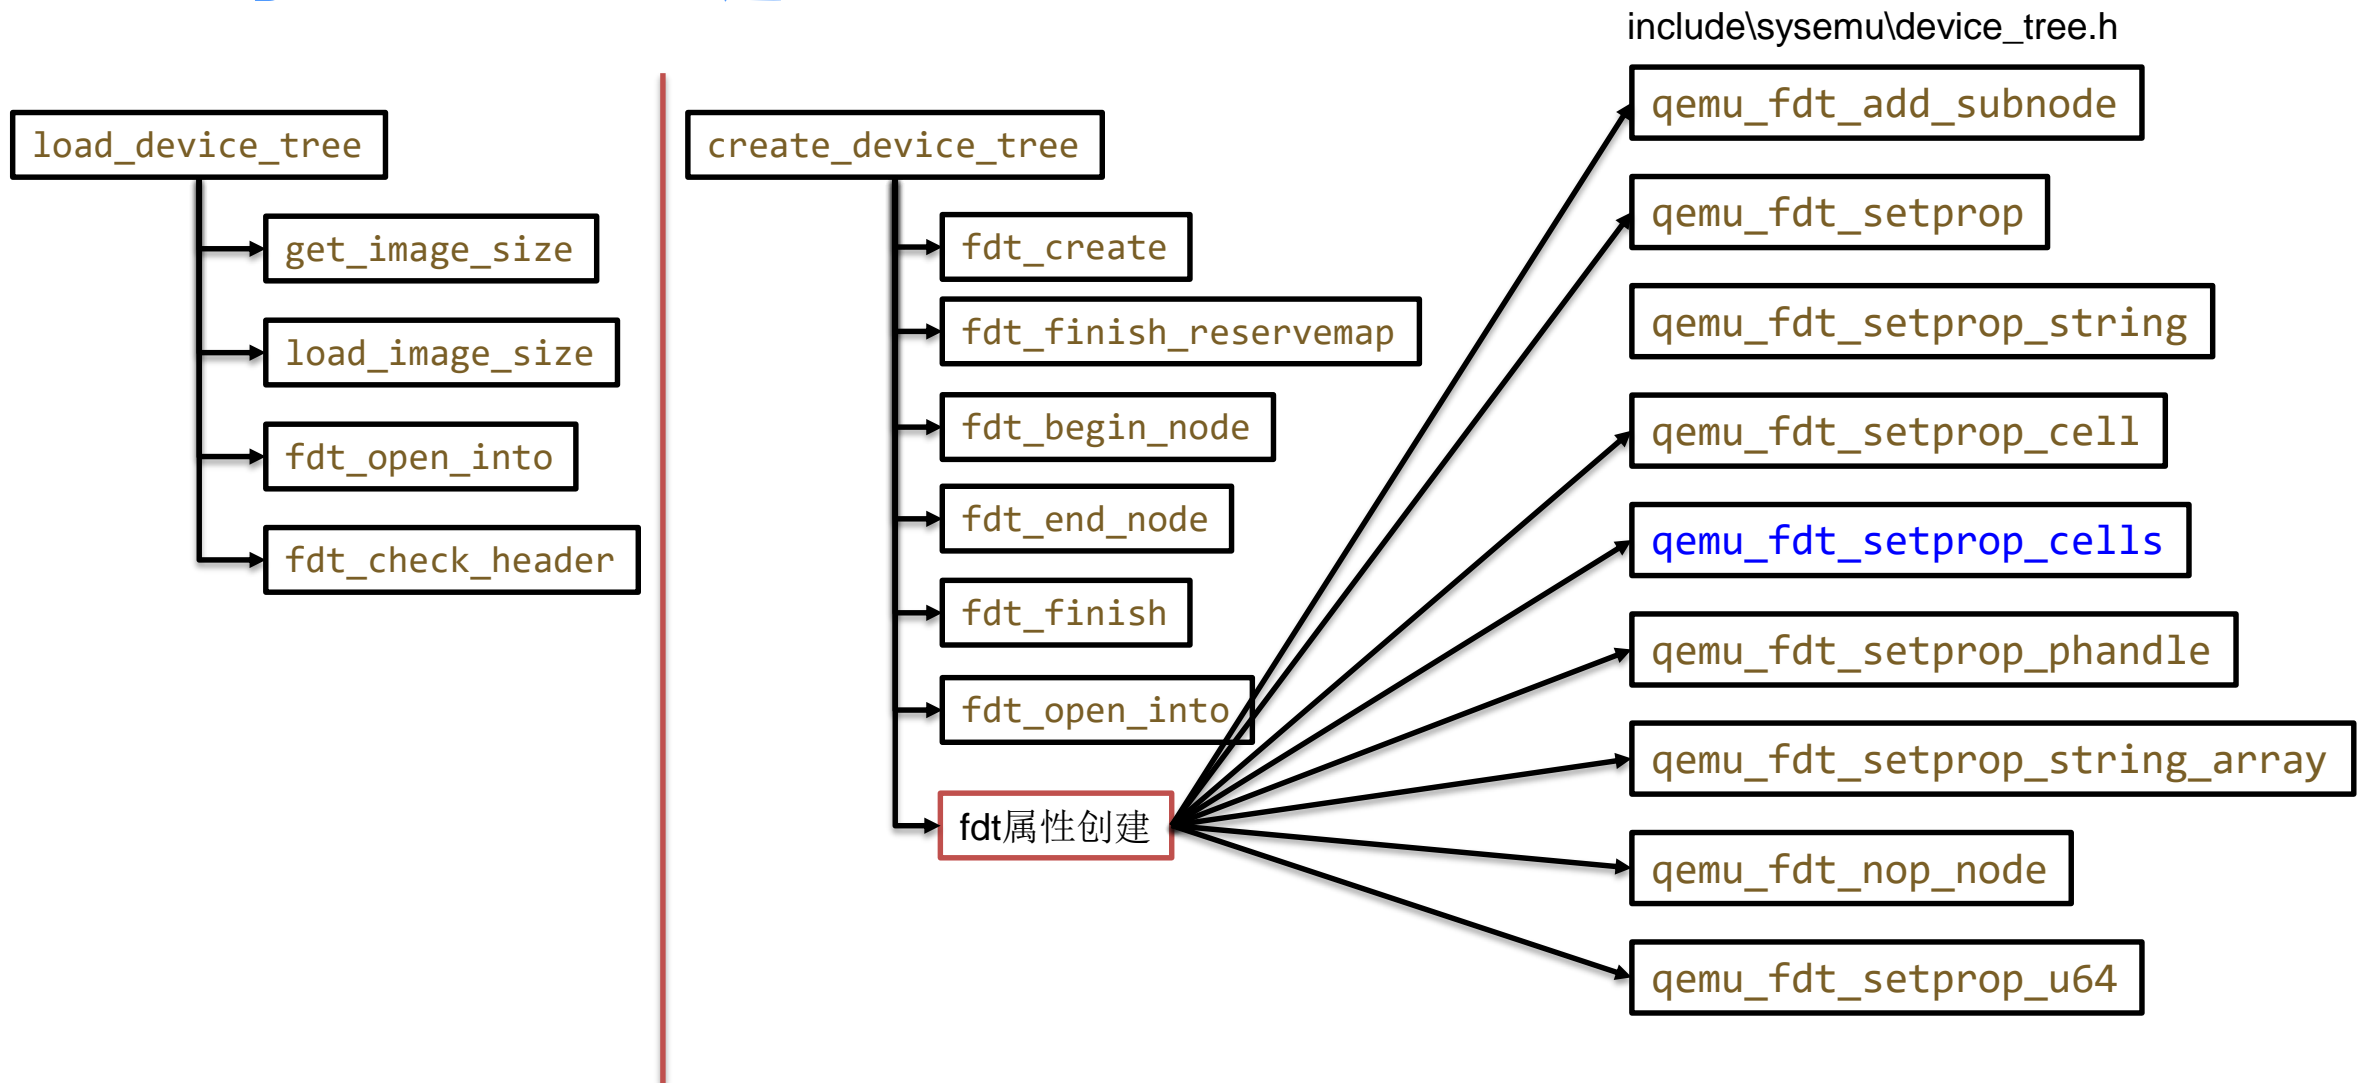 include\sysemu\device_tree.h
load_device_tree
get_image_size
load_image_size
fdt_open_into
fdt_check_header
create_device_tree
fdt_create
fdt_finish_reservemap
fdt_begin_node
fdt_end_node
fdt_finish
fdt_open_into
fdt属性创建
qemu_fdt_add_subnode
qemu_fdt_setprop
qemu_fdt_setprop_string
qemu_fdt_setprop_cell
qemu_fdt_setprop_cells
qemu_fdt_setprop_phandle
qemu_fdt_setprop_string_array
qemu_fdt_nop_node
qemu_fdt_setprop_u64